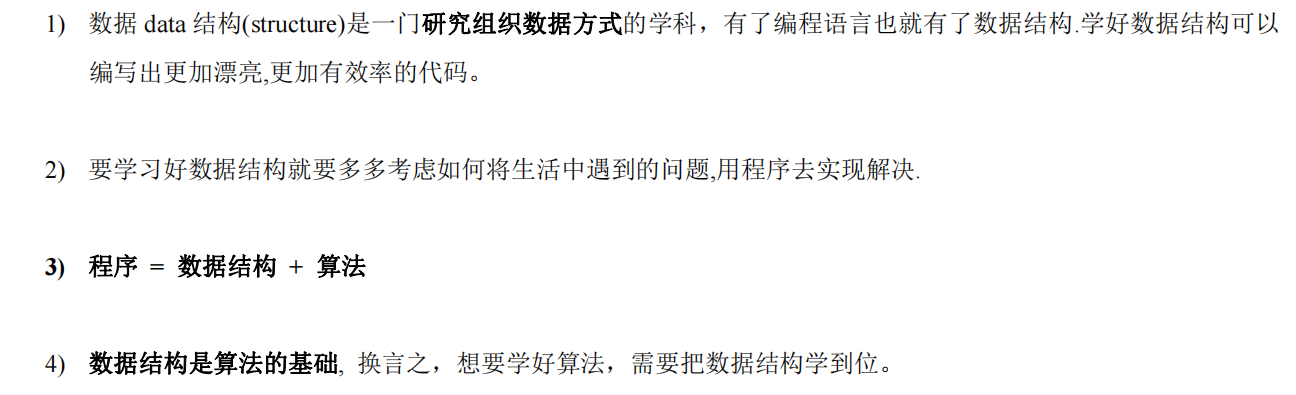 1) 数据 data 结构(structure)是一门研究组织数据方式的学科，有了编程语言也就有了数据结构.学好数据结构可以
编写出更加漂亮,更加有效率的代码。
2) 要学习好数据结构就要多多考虑如何将生活中遇到的问题,用程序去实现解决.
3) 程序 = 数据结构 + 算法
4) 数据结构是算法的基础, 换言之，想要学好算法，需要把数据结构学到位。